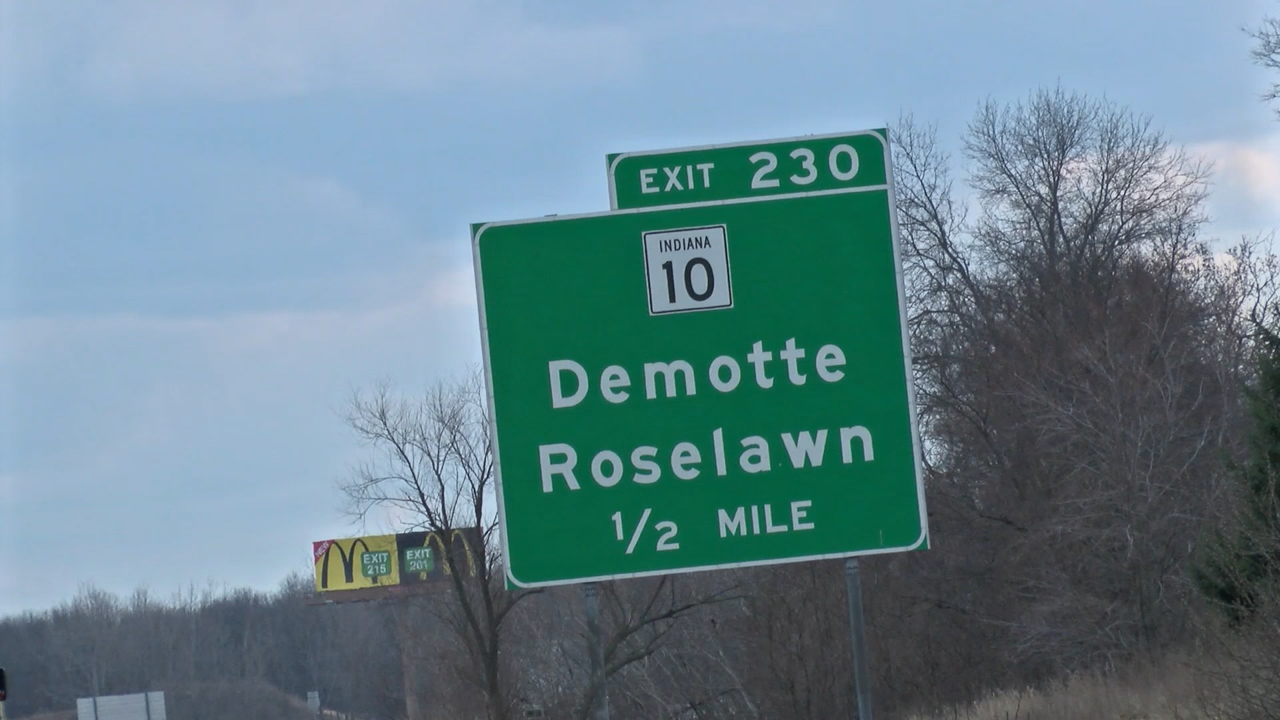 EXIT 230
INDIANA
10
Demotte
Roselawn
1/2 MILE
EXIT
215
EXIT
201